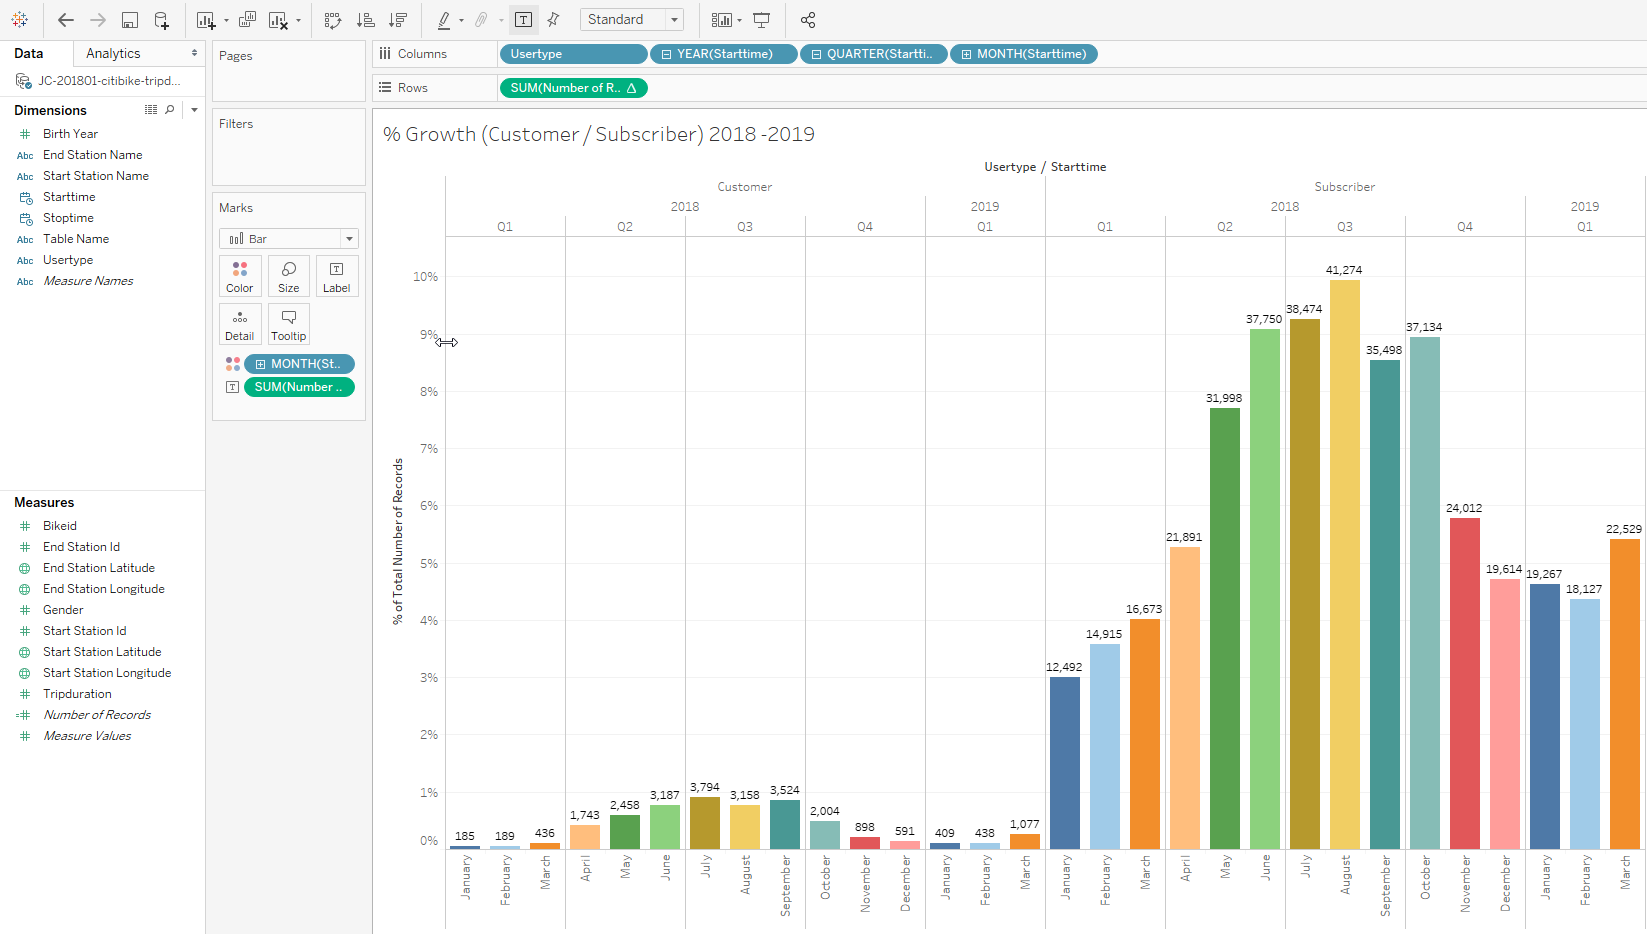 Standard
Data
Analytics
JC-201801-citibike-tripd...
Dimensions
Birth Year
Abc End Station Name
Abc Start Station Name
Starttime
Stoptime
Abc Table Name
Abc Usertype
Abc Measure Names
Measures
Bikeid
End Station Id
End Station Latitude
End Station Longitude
Gender
Start Station Id
Start Station Latitude
Start Station Longitude
Tripduration
Number of Records
Measure Values
Pages
Filters
Marks
Bar
Color Size Label
Detail Tooltip
MONTH(St..
SUM(Number ..
Columns Usertype YEAR(Starttime) QUARTER(Startti.. MONTH(Starttime)
Rows SUM(Number of R.. Δ
% Growth (Customer / Subscriber) 2018 -2019
Usertype / Starttime
Customer Subscriber
2018 2019 2018 2019
Q1 Q2 Q3 Q4 Q1 Q1 Q2 Q3 Q4 Q1
% of Total Number of Records
10%
9%
8%
7%
6%
5%
4%
3%
2%
1%
0%
185 189 436 1,743 2,458 3,187 3,794 3,158 3,524 2,004 898 591 409 438 1,077 12,492 14,915 16,673 21,891 31,998 37,750 38,474 41,274 35,498 37,134 24,012 19,614 19,267 18,127 22,529
January February March April May June July August September October November December January February March January February March April May June July August September October November December January February March